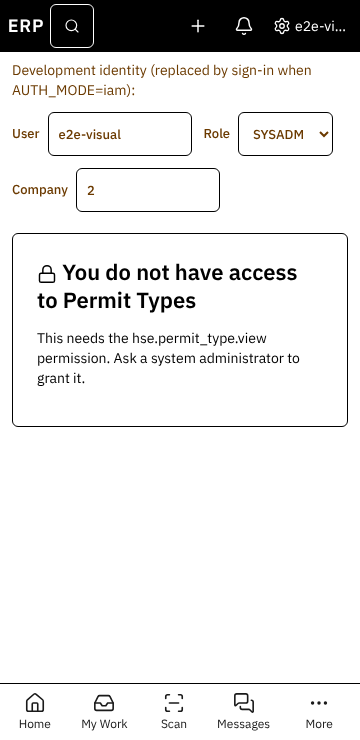 ERP
e2e-vi...
Development identity (replaced by sign-in when
AUTH_MODE=iam):
User e2e-visual Role SYSADM
Company 2
You do not have access
to Permit Types
This needs the hse.permit_type.view
permission. Ask a system administrator to
grant it.
Home My Work Scan Messages More